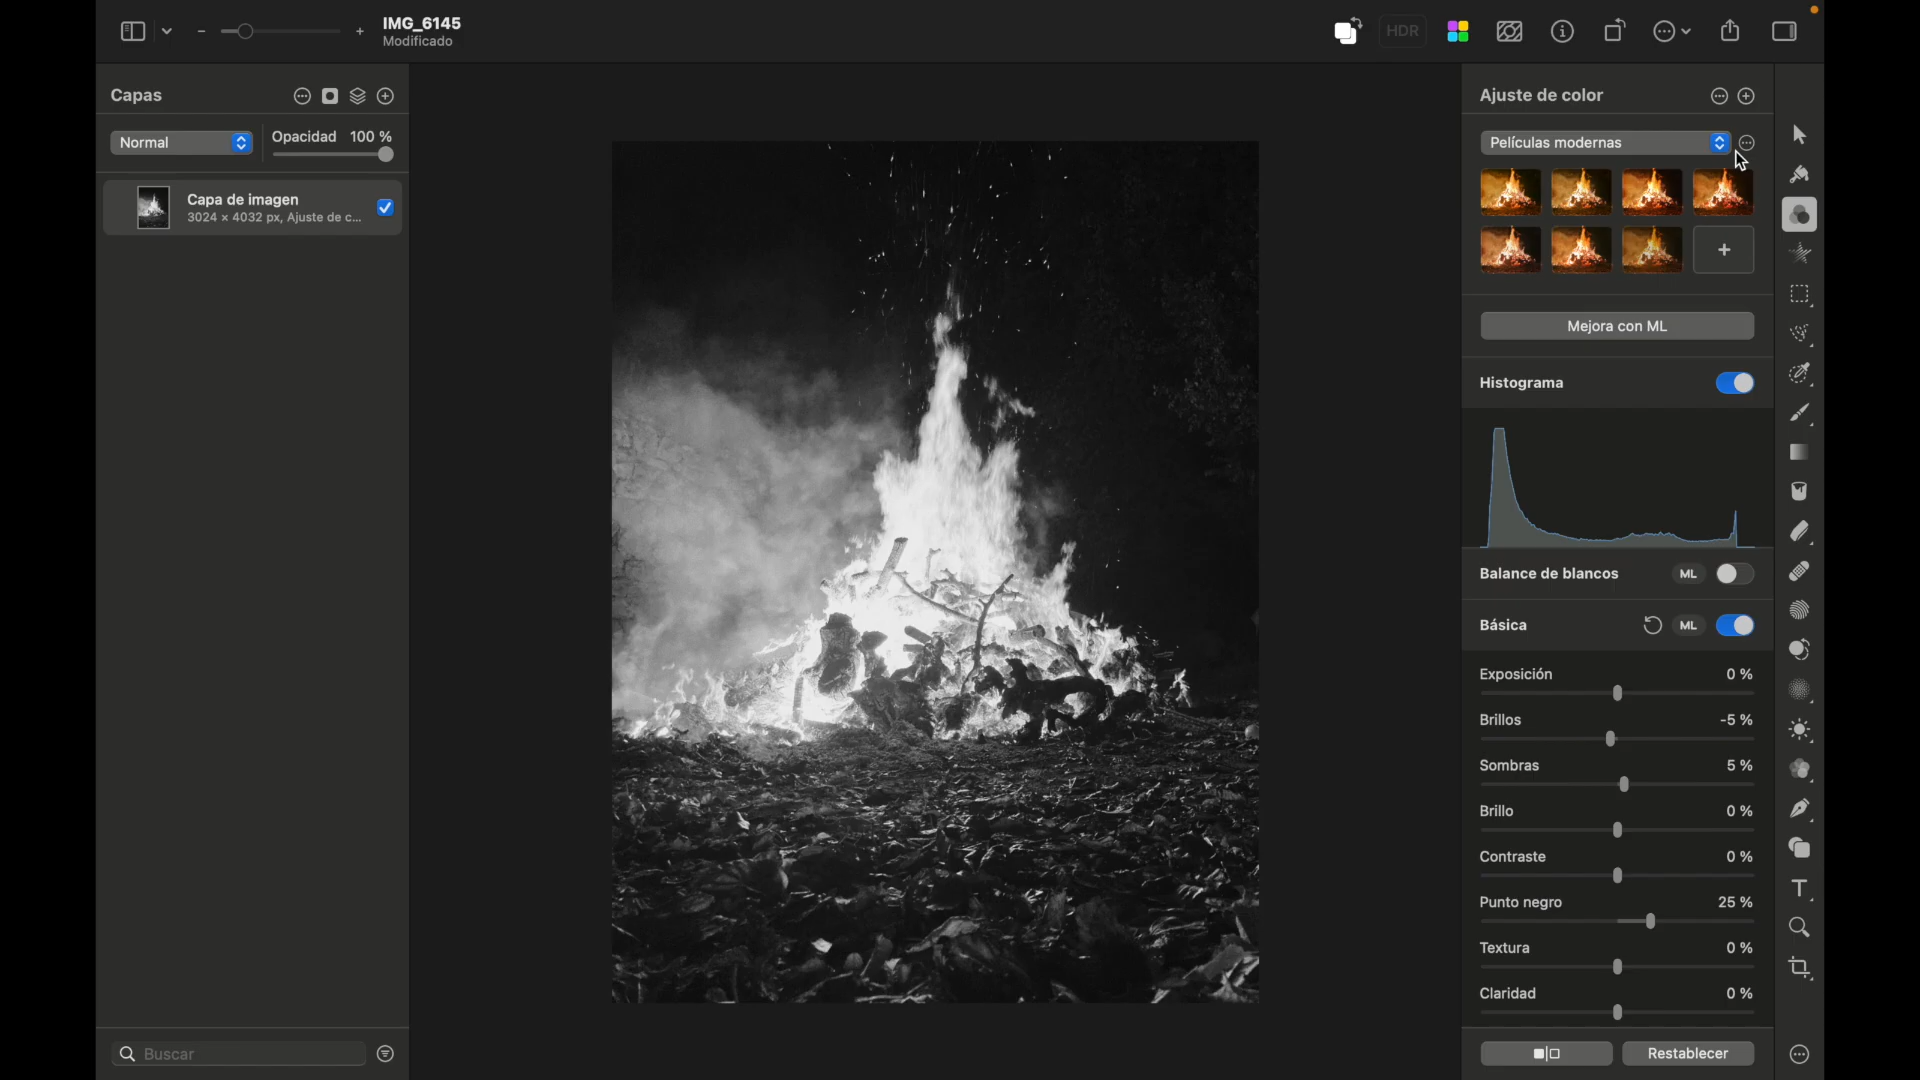 IMG_6145
Modificado
HDR
Capas
Normal
Opacidad 100 %
Capa de imagen
3024 × 4032 px, Ajuste de c...
Buscar
Ajuste de color
Películas modernas
Mejora con ML
Histograma
Balance de blancos ML
Básica ML
Exposición 0 %
Brillos -5 %
Sombras 5 %
Brillo 0 %
Contraste 0 %
Punto negro 25 %
Textura 0 %
Claridad 0 %
Restablecer